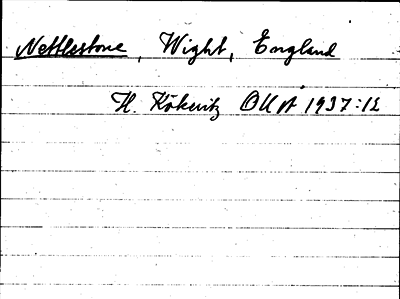 Nettlestone, Wight, England
H. Kökeritz OUÅ 1937:12